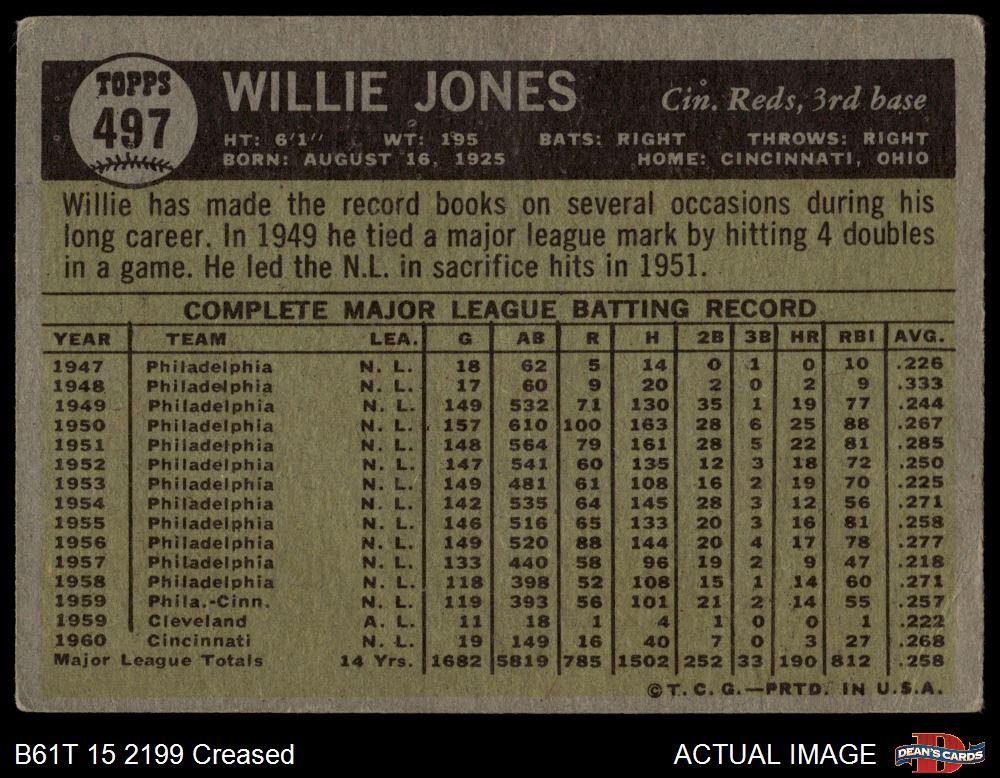 TOPPS
497
WILLIE JONES
Cin. Reds, 3rd base
HT: 6'1" WT: 195 BATS: RIGHT THROWS: RIGHT
BORN: AUGUST 16, 1925 HOME: CINCINNATI, OHIO
Willie has made the record books on several occasions during his
long career. In 1949 he tied a major league mark by hitting 4 doubles
in a game. He led the N.L. in sacrifice hits in 1951.
COMPLETE MAJOR LEAGUE BATTING RECORD
YEAR TEAM LEA. G AB R H 2B 3B HR RBI AVG.
1947 Philadelphia N. L. 18 62 5 14 0 1 0 10 .226
1948 Philadelphia N. L. 17 60 9 20 2 0 2 9 .333
1949 Philadelphia N. L. 149 532 71 130 35 1 19 77 .244
1950 Philadelphia N. L. 157 610 100 163 28 6 25 88 .267
1951 Philadelphia N. L. 148 564 79 161 28 5 22 81 .285
1952 Philadelphia N. L. 147 541 60 135 12 3 18 72 .250
1953 Philadelphia N. L. 149 481 61 108 16 2 19 70 .225
1954 Philadelphia N. L. 142 535 64 145 28 3 12 56 .271
1955 Philadelphia N. L. 146 516 65 133 20 3 16 81 .258
1956 Philadelphia N. L. 149 520 88 144 20 4 17 78 .277
1957 Philadelphia N. L. 133 440 58 96 19 2 9 47 .218
1958 Philadelphia N. L. 118 398 52 108 15 1 14 60 .271
1959 Phila.-Cinn. N. L. 119 393 56 101 21 2 14 55 .257
1959 Cleveland A. L. 11 18 1 4 1 0 0 1 .222
1960 Cincinnati N. L. 19 149 16 40 7 0 3 27 .268
Major League Totals 14 Yrs. 1682 5819 785 1502 252 33 190 812 .258
© T. C. G.—PRTD. IN U.S.A.
B61T 15 2199 Creased
ACTUAL IMAGE
DEAN'S CARDS